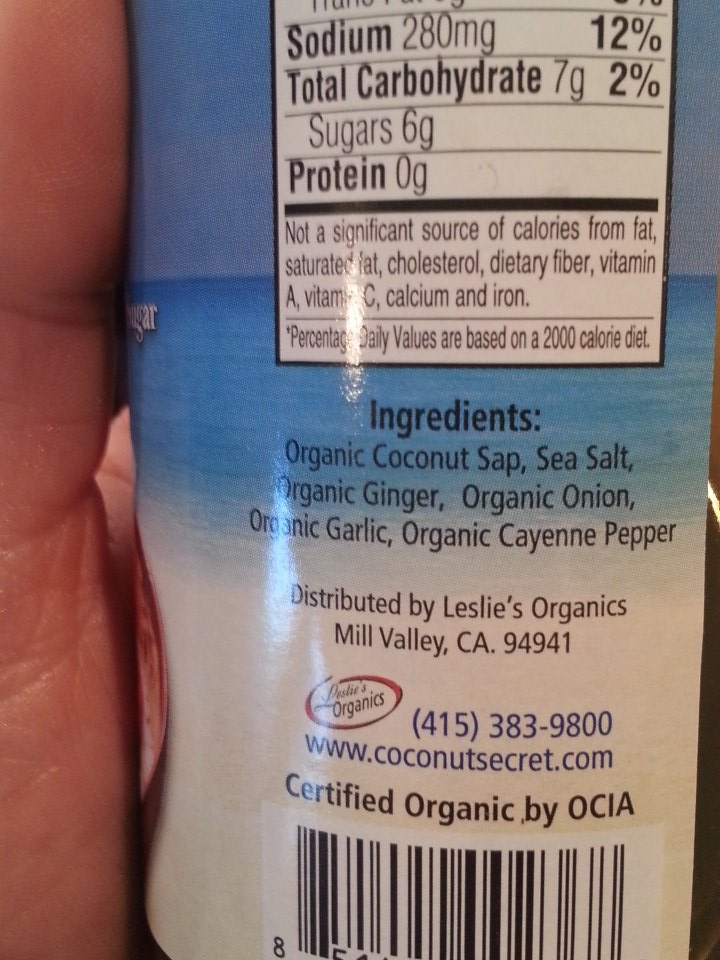 Sodium 280mg 12%
Total Carbohydrate 7g 2%
Sugars 6g
Protein 0g
Not a significant source of calories from fat,
saturated fat, cholesterol, dietary fiber, vitamin
A, vitamin C, calcium and iron.
*Percentage Daily Values are based on a 2000 calorie diet.
Ingredients:
Organic Coconut Sap, Sea Salt,
Organic Ginger, Organic Onion,
Organic Garlic, Organic Cayenne Pepper
Distributed by Leslie's Organics
Mill Valley, CA. 94941
Leslie's
Organics
(415) 383-9800
www.coconutsecret.com
Certified Organic by OCIA
8